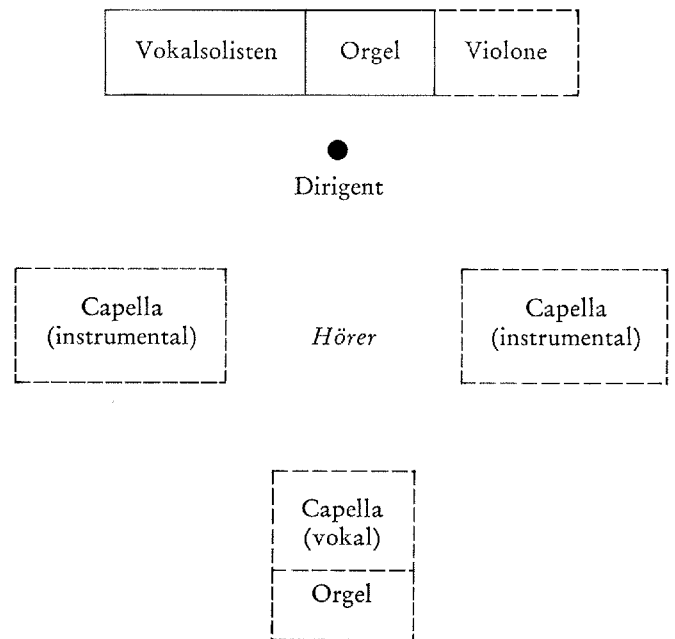 Vokalsolisten Orgel Violone
Dirigent
Capella
(instrumental)
Hörer
Capella
(instrumental)
Capella
(vokal)
Orgel